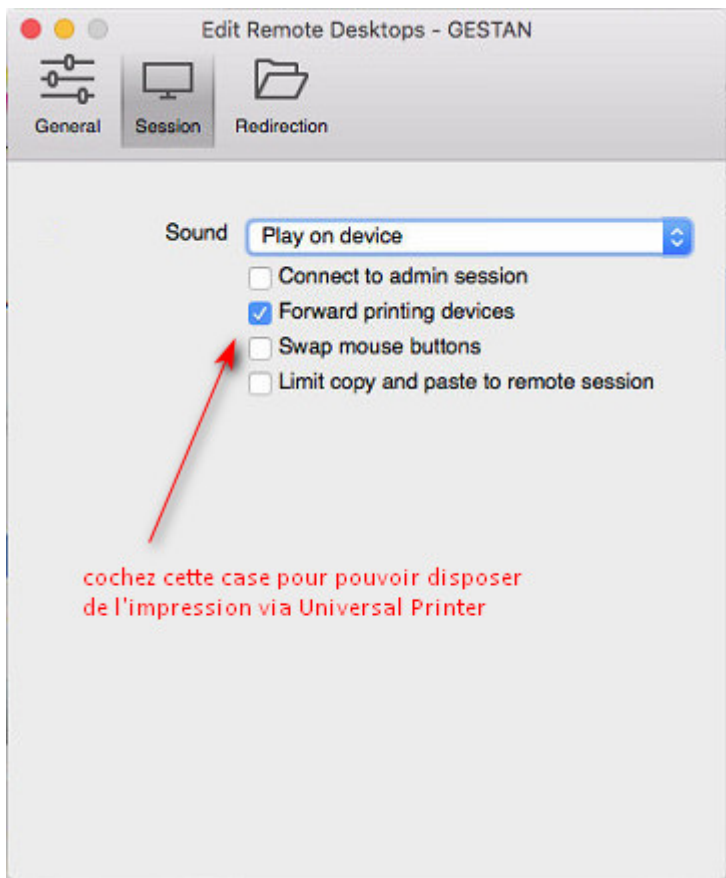 Edit Remote Desktops - GESTAN
General Session Redirection
Sound Play on device
Connect to admin session
Forward printing devices
Swap mouse buttons
Limit copy and paste to remote session
cochez cette case pour pouvoir disposer
de l'impression via Universal Printer